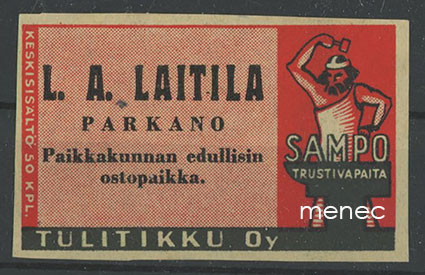 KESKISISÄLTÖ 50 KPL.
L. A. LAITILA
PARKANO
Paikkakunnan edullisin
ostopaikka.
SAMPO
TRUSTIVAPAITA
menec
TULITIKKU Oy